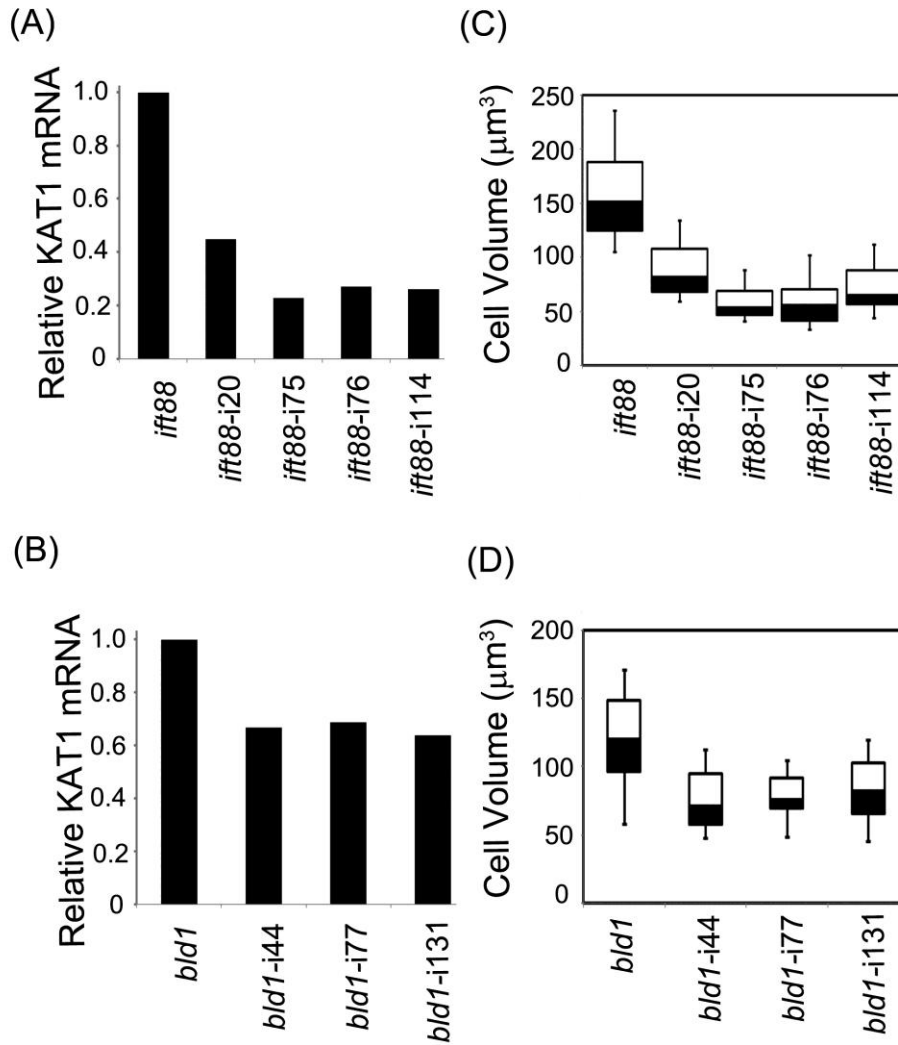 (A)
Relative KAT1 mRNA
1.0
0.8
0.6
0.4
0.2
0
ift88
ift88-i20
ift88-i75
ift88-i76
ift88-i114
(C)
Cell Volume (µm³)
250
200
150
100
50
0
ift88
ift88-i20
ift88-i75
ift88-i76
ift88-i114
(B)
Relative KAT1 mRNA
1.0
0.8
0.6
0.4
0.2
0
bld1
bld1-i44
bld1-i77
bld1-i131
(D)
Cell Volume (µm³)
200
150
100
50
0
bld1
bld1-i44
bld1-i77
bld1-i131